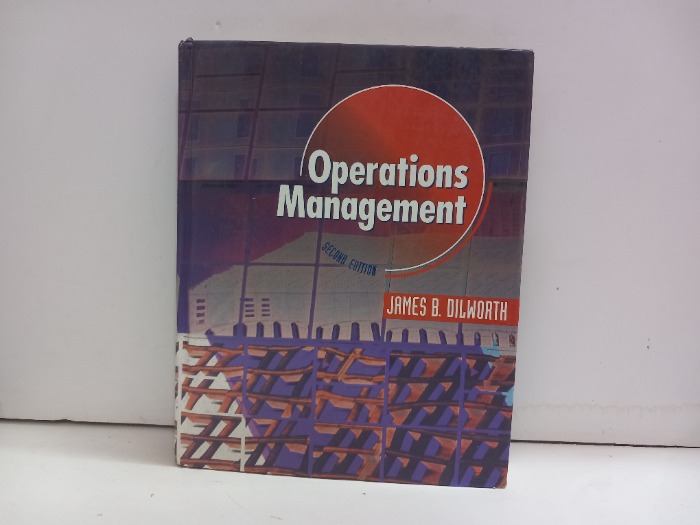 Operations
Management
SECOND EDITION
JAMES B. DILWORTH